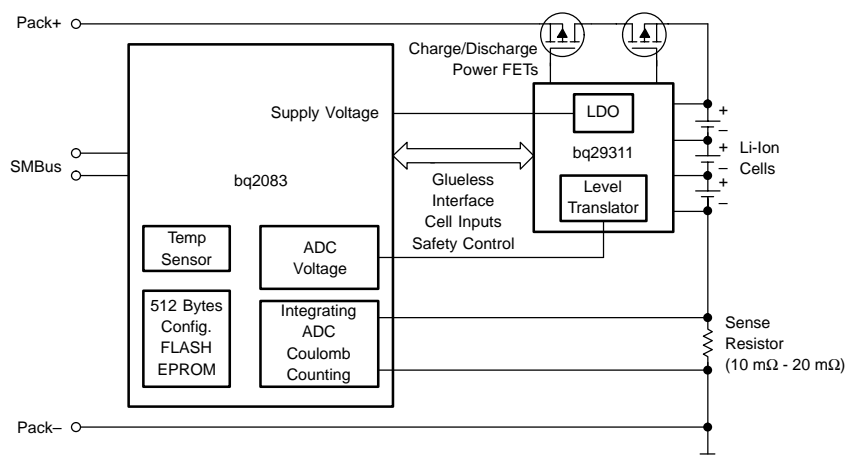 Pack+
Charge/Discharge
Power FETs
Supply Voltage
LDO
bq29311
+
–
+
–
+
–
Li-Ion
Cells
SMBus
bq2083
Glueless
Interface
Cell Inputs
Safety Control
Level
Translator
Temp
Sensor
ADC
Voltage
512 Bytes
Config.
FLASH
EPROM
Integrating
ADC
Coulomb
Counting
Sense
Resistor
(10 mΩ - 20 mΩ)
Pack–